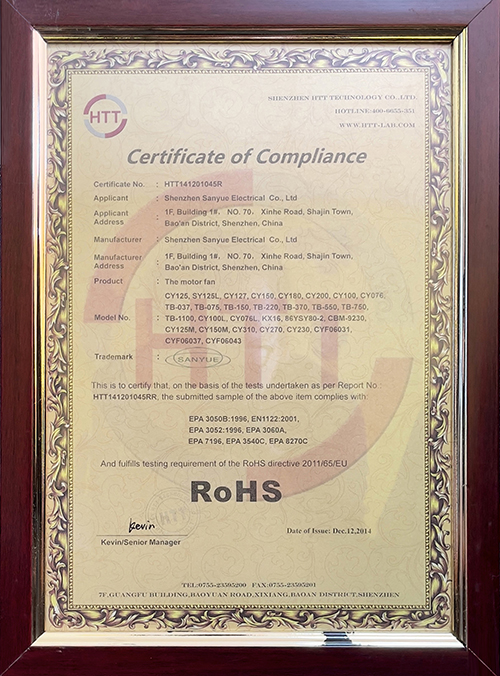 HTT
SHENZHEN HTT TECHNOLOGY CO.,LTD.
HOTLINE:400-6655-351
WWW.HTT-LAB.COM
Certificate of Compliance
Certificate No. : HTT141201045R
Applicant : Shenzhen Sanyue Electrical Co., Ltd
Applicant Address : 1F, Building 1#, NO. 70. Xinhe Road, Shajin Town,
Bao'an District, Shenzhen, China
Manufacturer : Shenzhen Sanyue Electrical Co., Ltd
Manufacturer Address : 1F, Building 1#, NO. 70. Xinhe Road, Shajin Town,
Bao'an District, Shenzhen, China
Product : The motor fan
Model No. : CY125, SY125L, CY127, CY150, CY180, CY200, CY100, CY076,
TB-037, TB-075, TB-150, TB-220, TB-370, TB-550, TB-750,
TB-1100, CY100L, CY076L, KX16, 86YSY80-2, CBM-9230,
CY125M, CY150M, CY310, CY270, CY230, CYF06031,
CYF06037, CYF06043
Trademark : SANYUE
This is to certify that, on the basis of the tests undertaken as per Report No :
HTT141201045RR, the submitted sample of the above item complies with:
EPA 3050B:1996, EN1122:2001,
EPA 3052:1996, EPA 3060A,
EPA 7196, EPA 3540C, EPA 8270C
And fulfills testing requirement of the RoHS directive 2011/65/EU
RoHS
HTT
Kevin
Kevin/Senior Manager
Date of Issue: Dec.12,2014
TEL:0755-23595200 FAX:0755-23595201
7F,GUANGFU BUILDING,BAOYUAN ROAD,XIXIANG,BAOAN DISTRICT.SHENZHEN